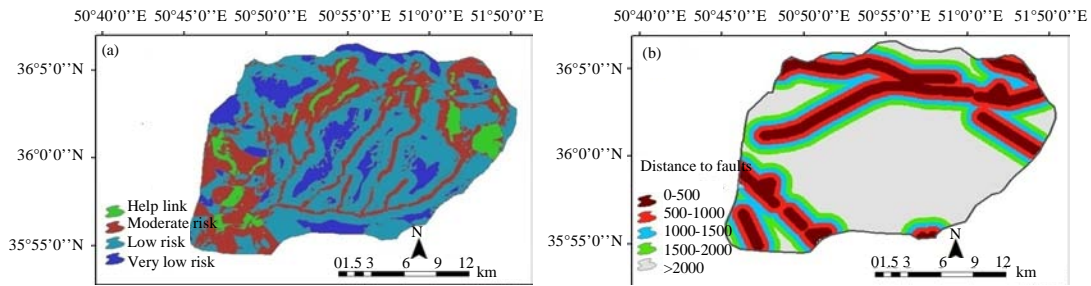 50°40'0''E 50°45'0''E 50°50'0''E 50°55'0''E 51°0'0''E 51°5'0''E
(a)
36°5'0''N
36°0'0''N
35°55'0''N
Help link
Moderate risk
Low risk
Very low risk
N
01.5 3 6 9 12
km
50°40'0''E 50°45'0''E 50°50'0''E 50°55'0''E 51°0'0''E 51°50'0''E
(b)
36°5'0''N
36°0'0''N
35°55'0''N
Distance to faults
0-500
500-1000
1000-1500
1500-2000
>2000
N
01.5 3 6 9 12
km